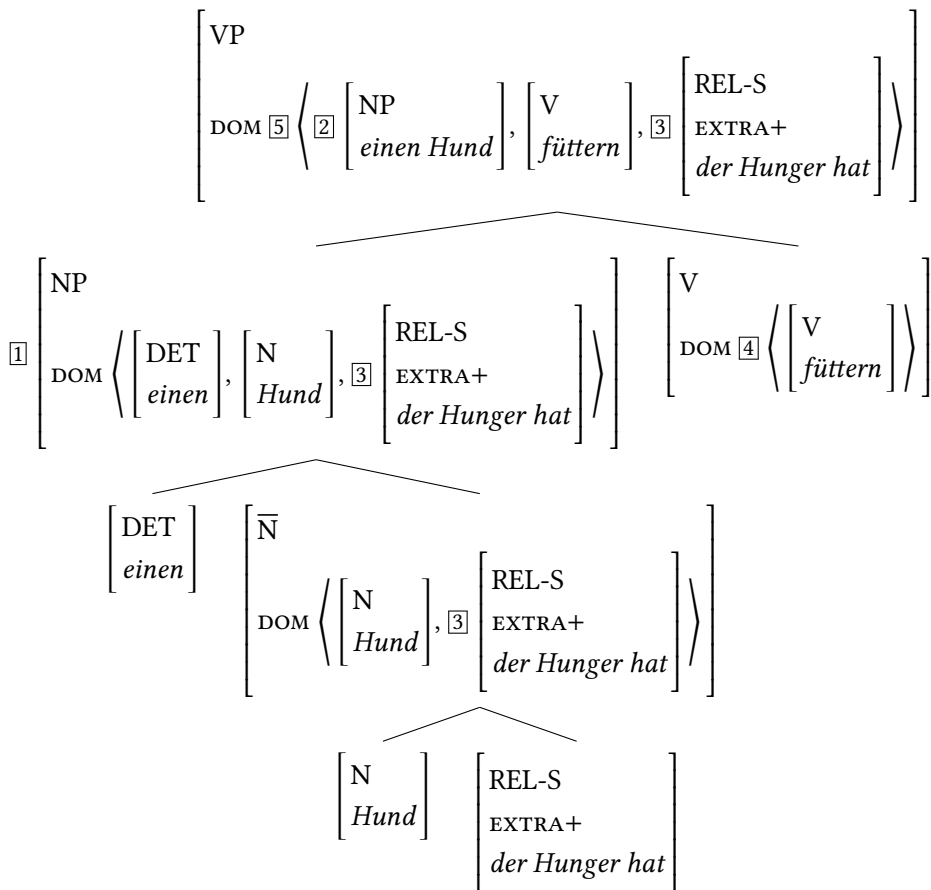 VP
DOM 5 ⟨ 2 [NP einen Hund], [V füttern], 3 [REL-S EXTRA+ der Hunger hat] ⟩
1 NP
DOM ⟨ [DET einen], [N Hund], 3 [REL-S EXTRA+ der Hunger hat] ⟩
V
DOM 4 ⟨ [V füttern] ⟩
DET
einen
N̅
DOM ⟨ [N Hund], 3 [REL-S EXTRA+ der Hunger hat] ⟩
N
Hund
REL-S
EXTRA+
der Hunger hat